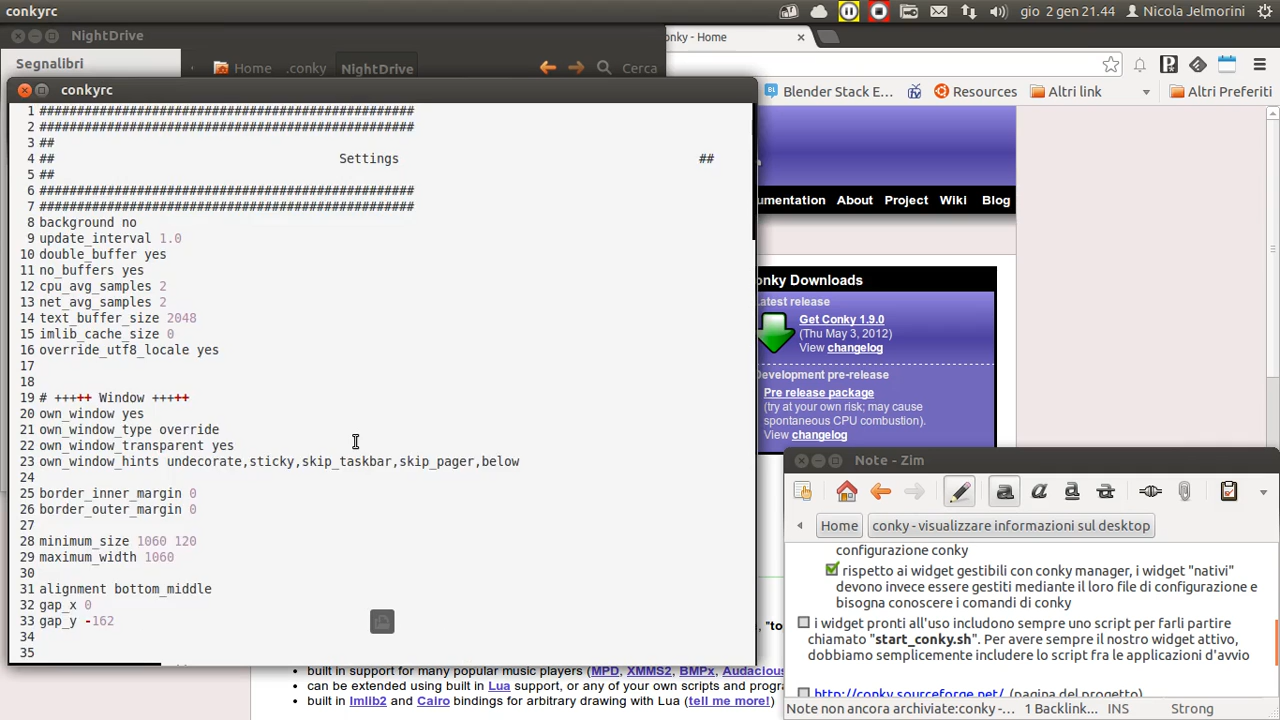 conkyrc
gio 2 gen 21.44
Nicola Jelmorini
NightDrive
onky - Home
Segnalibri
Home
.conky
NightDrive
Cerca
Blender Stack E...
Resources
Altri link
Altri Preferiti
conkyrc
1 ##################################################
2 ##################################################
3 ##
4 ## Settings ##
5 ##
6 ##################################################
7 ##################################################
8 background no
9 update_interval 1.0
10 double_buffer yes
11 no_buffers yes
12 cpu_avg_samples 2
13 net_avg_samples 2
14 text_buffer_size 2048
15 imlib_cache_size 0
16 override_utf8_locale yes
17
18
19 # +++++ Window +++++
20 own_window yes
21 own_window_type override
22 own_window_transparent yes
23 own_window_hints undecorate,sticky,skip_taskbar,skip_pager,below
24
25 border_inner_margin 0
26 border_outer_margin 0
27
28 minimum_size 1060 120
29 maximum_width 1060
30
31 alignment bottom_middle
32 gap_x 0
33 gap_y -162
34
35
umentation About Project Wiki Blog
onky Downloads
Latest release
Get Conky 1.9.0
(Thu May 3, 2012)
View changelog
Development pre-release
Pre release package
(try at your own risk; may cause
spontaneous CPU combustion).
View changelog
, "to
built in support for many popular music players (MPD, XMMS2, BMPx, Audacious
can be extended using built in Lua support, or any of your own scripts and progra
built in Imlib2 and Cairo bindings for arbitrary drawing with Lua (tell me more!)
Note - Zim
Home
conky - visualizzare informazioni sul desktop
configurazione conky
rispetto ai widget gestibili con conky manager, i widget "nativi"
devono invece essere gestiti mediante il loro file di configurazione e
bisogna conoscere i comandi di conky
i widget pronti all'uso includono sempre uno script per farli partire
chiamato "start_conky.sh". Per avere sempre il nostro widget attivo,
dobbiamo semplicemente includere lo script fra le applicazioni d'avvio
http://conky.sourceforge.net/ (pagina del progetto)
Note non ancora archiviate:conky -...
1 Backlink...
INS
Strong